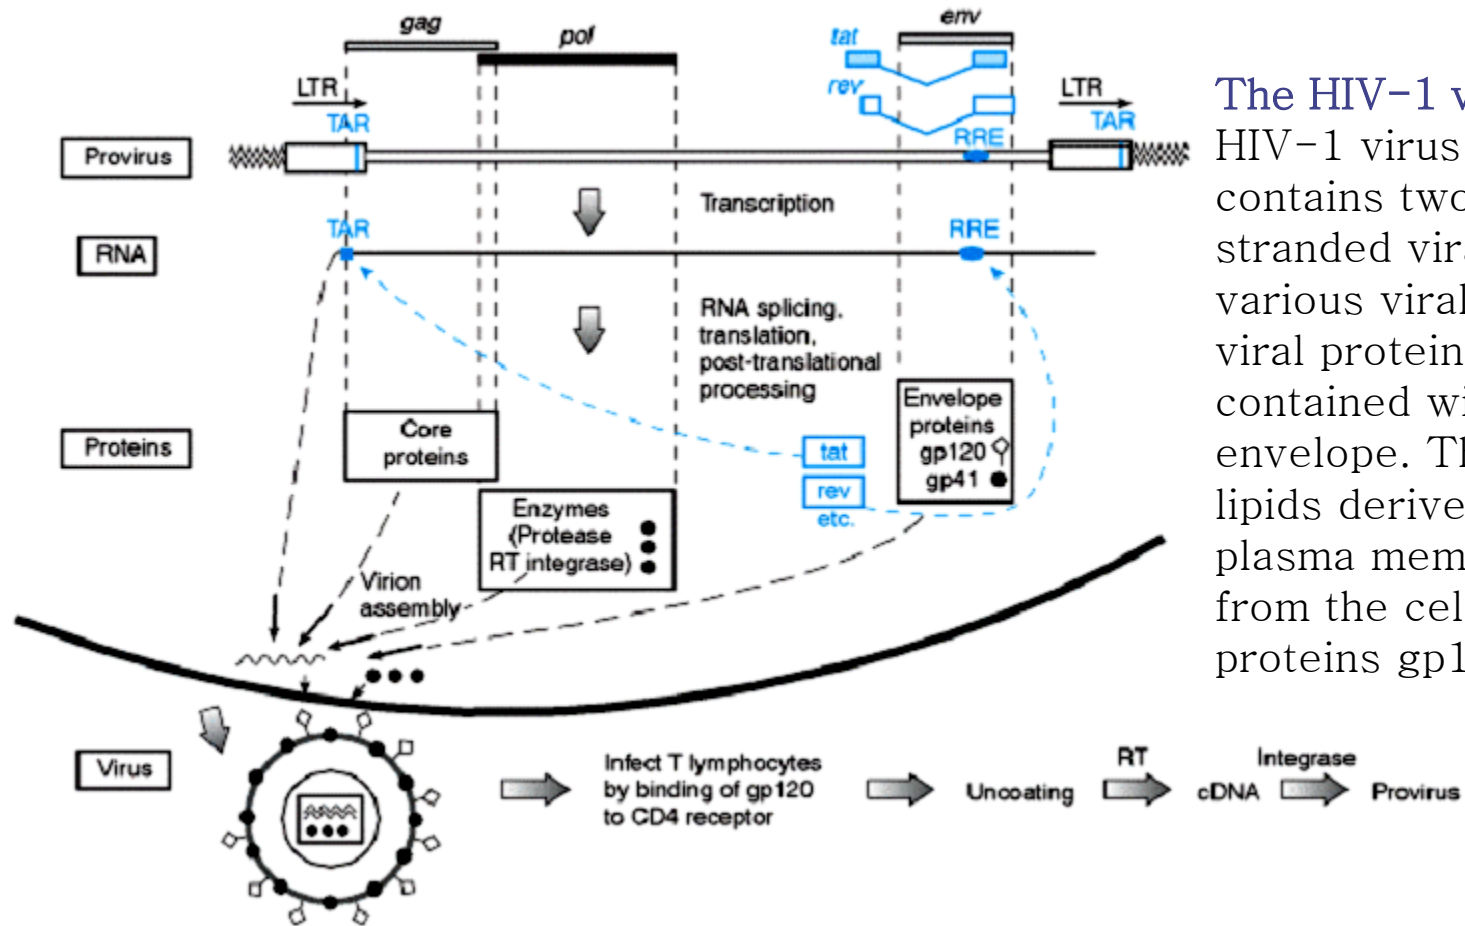 gag
pol
env
tat
rev
LTR
TAR
RRE
LTR
TAR
Provirus
Transcription
TAR
RRE
RNA
RNA splicing,
translation,
post-translational
processing
Proteins
Core
proteins
Enzymes
(Protease
RT integrase)
tat
rev
etc.
Envelope
proteins
gp120
gp41
Virion
assembly
Virus
Infect T lymphocytes
by binding of gp120
to CD4 receptor
Uncoating
RT
cDNA
Integrase
Provirus
The HIV-1 v
HIV-1 virus
contains two
stranded vir
various viral
viral protein
contained wi
envelope. Th
lipids derive
plasma mem
from the cel
proteins gp1